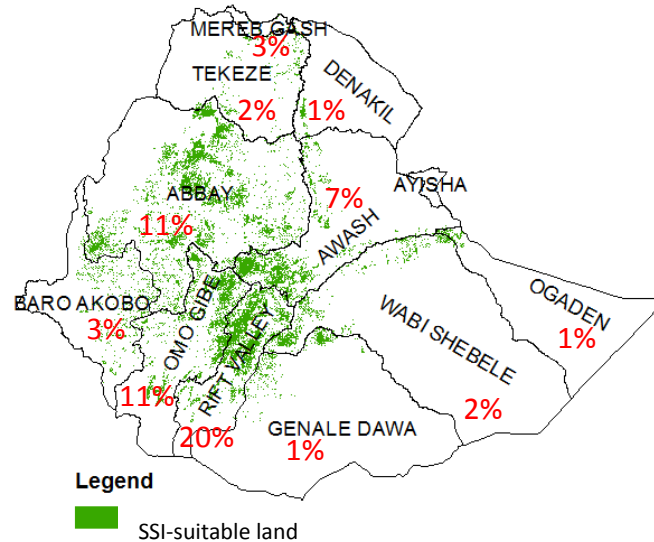 MEREB GASH
3%
TEKEZE
2%
DENAKIL
1%
ABBAY
11%
7%
AYISHA
AWASH
BARO AKOBO
3%
OMO GIBE
11%
RIFT VALLEY
20%
WABI SHEBELE
2%
OGADEN
1%
GENALE DAWA
1%
Legend
SSI-suitable land